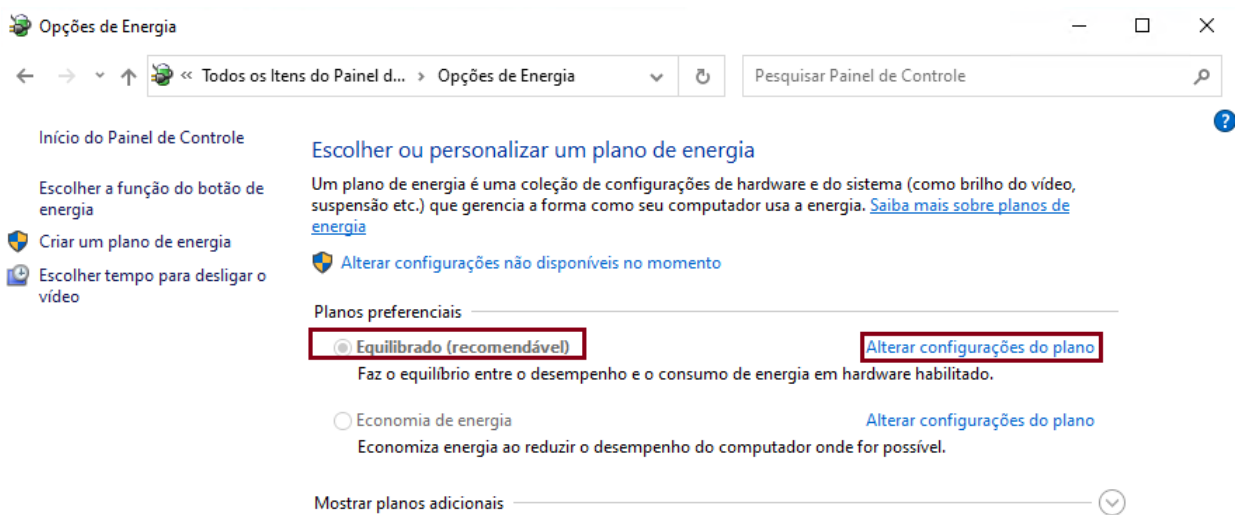 Opções de Energia
« Todos os Itens do Painel d... › Opções de Energia
Pesquisar Painel de Controle
Início do Painel de Controle
Escolher a função do botão de
energia
Criar um plano de energia
Escolher tempo para desligar o
vídeo
Escolher ou personalizar um plano de energia
Um plano de energia é uma coleção de configurações de hardware e do sistema (como brilho do vídeo,
suspensão etc.) que gerencia a forma como seu computador usa a energia. Saiba mais sobre planos de
energia
Alterar configurações não disponíveis no momento
Planos preferenciais
Equilibrado (recomendável) Alterar configurações do plano
Faz o equilíbrio entre o desempenho e o consumo de energia em hardware habilitado.
Economia de energia Alterar configurações do plano
Economiza energia ao reduzir o desempenho do computador onde for possível.
Mostrar planos adicionais